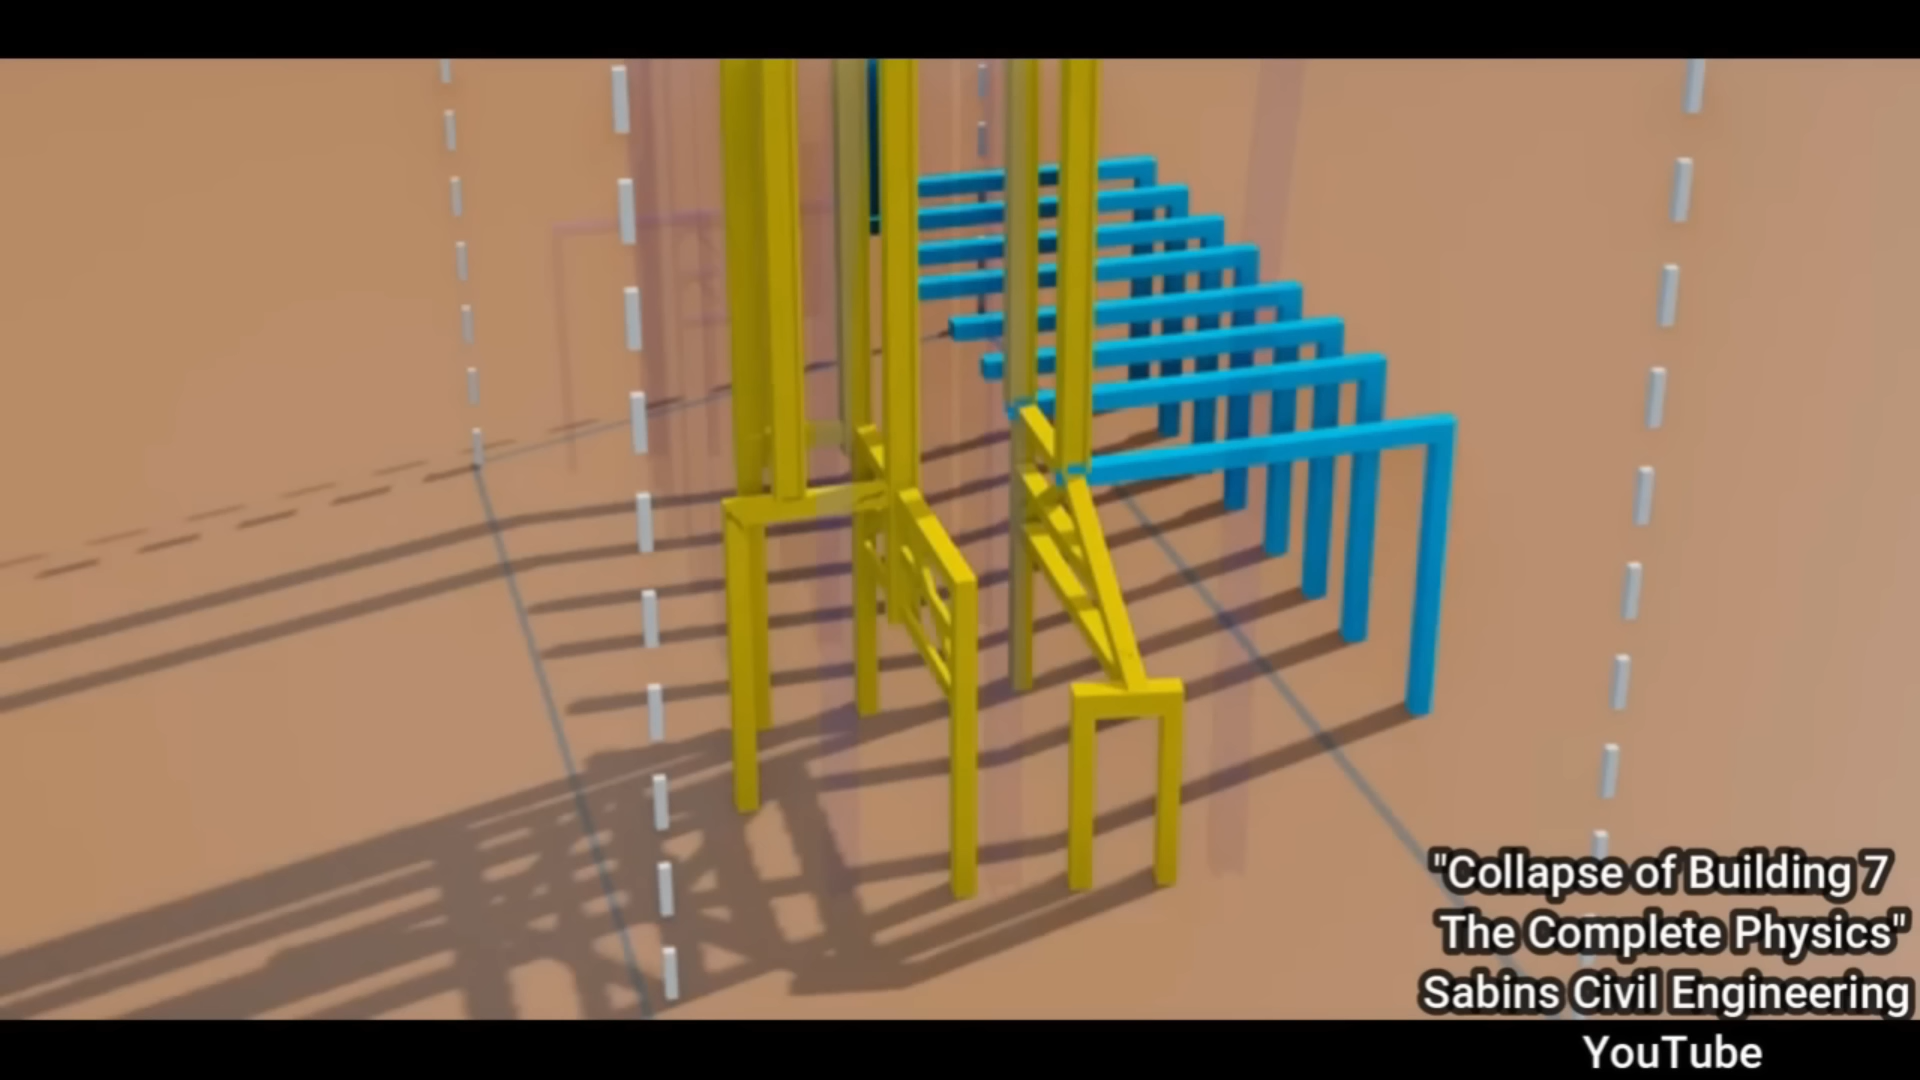 "Collapse of Building 7
The Complete Physics"
Sabins Civil Engineering
YouTube